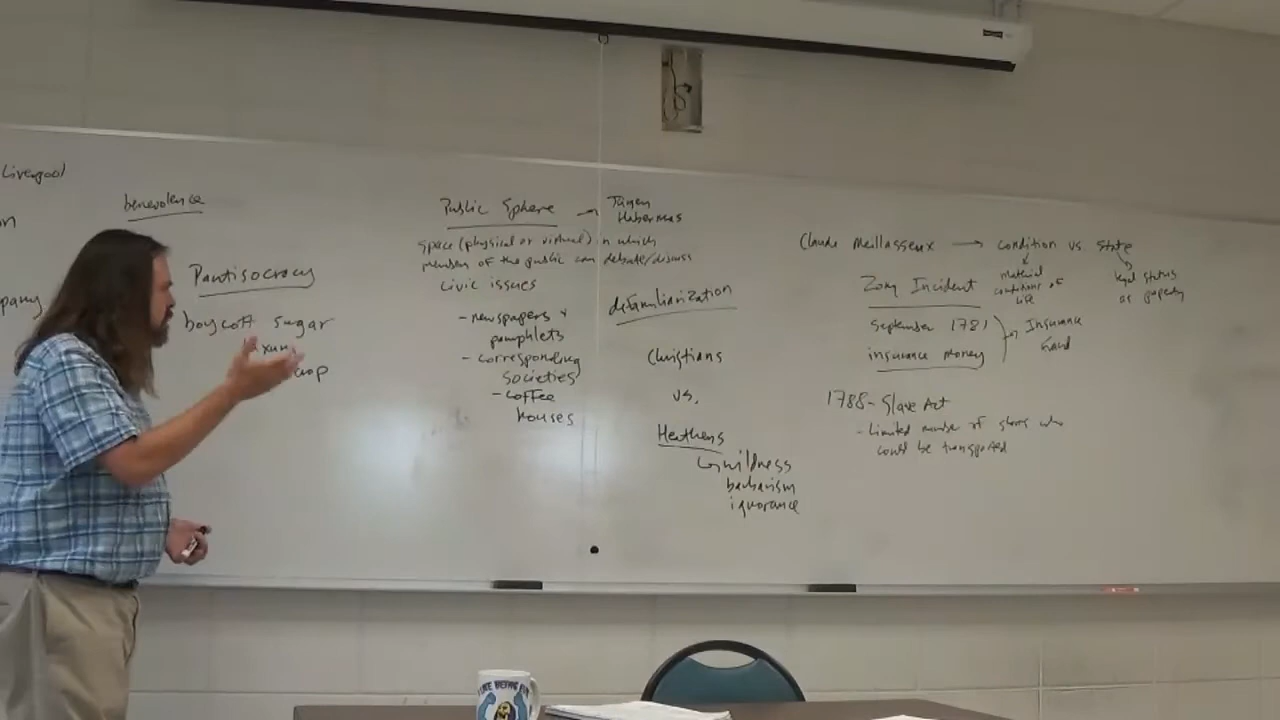 Liverpool
benevolence
Pantisocracy
boycott sugar
Public Sphere → Jürgen
Habermas
space (physical or virtual) in which
member of the public can debate/discuss
civic issues
- newspapers +
pamphlets
- corresponding
societies
- coffee
houses
defamiliarization
Christians
vs.
Heathens
wildness
barbarism
ignorance
Claude Meillassoux → condition vs state
material
conditions of
life
legal status
as property
Zong Incident
September 1781
insurance money
Insurance
fraud
1788 - Slave Act
- Limited number of slaves who
could be transported